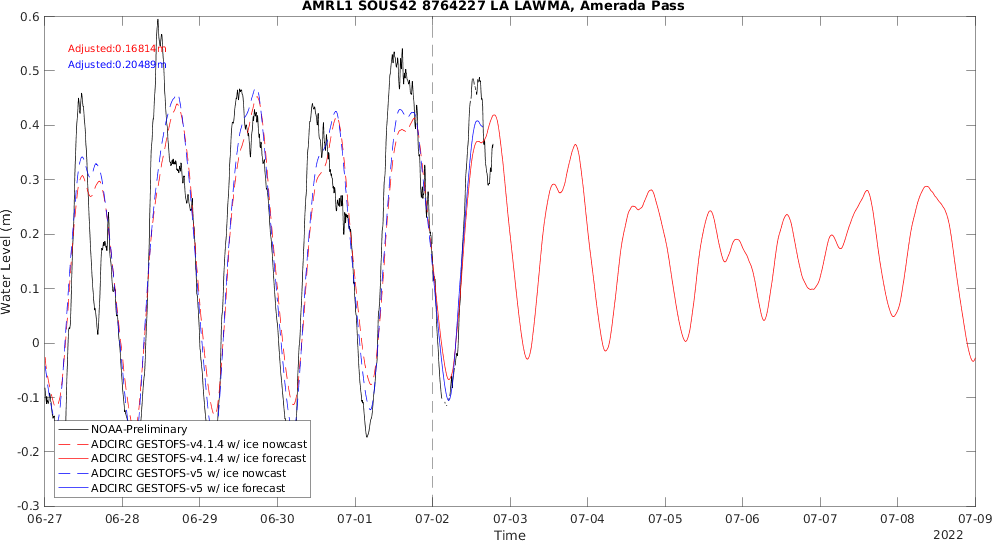 AMRL1 SOUS42 8764227 LA LAWMA, Amerada Pass
Adjusted:0.16814m
Adjusted:0.20489m
Water Level (m)
0.6
0.5
0.4
0.3
0.2
0.1
0
-0.1
-0.2
-0.3
NOAA-Preliminary
ADCIRC GESTOFS-v4.1.4 w/ ice nowcast
ADCIRC GESTOFS-v4.1.4 w/ ice forecast
ADCIRC GESTOFS-v5 w/ ice nowcast
ADCIRC GESTOFS-v5 w/ ice forecast
06-27 06-28 06-29 06-30 07-01 07-02 07-03 07-04 07-05 07-06 07-07 07-08 07-09
Time
2022